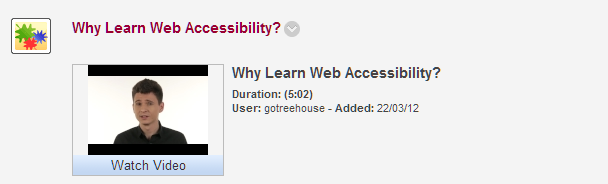 Why Learn Web Accessibility?
Why Learn Web Accessibility?
Duration: (5:02)
User: gotreehouse - Added: 22/03/12
Watch Video